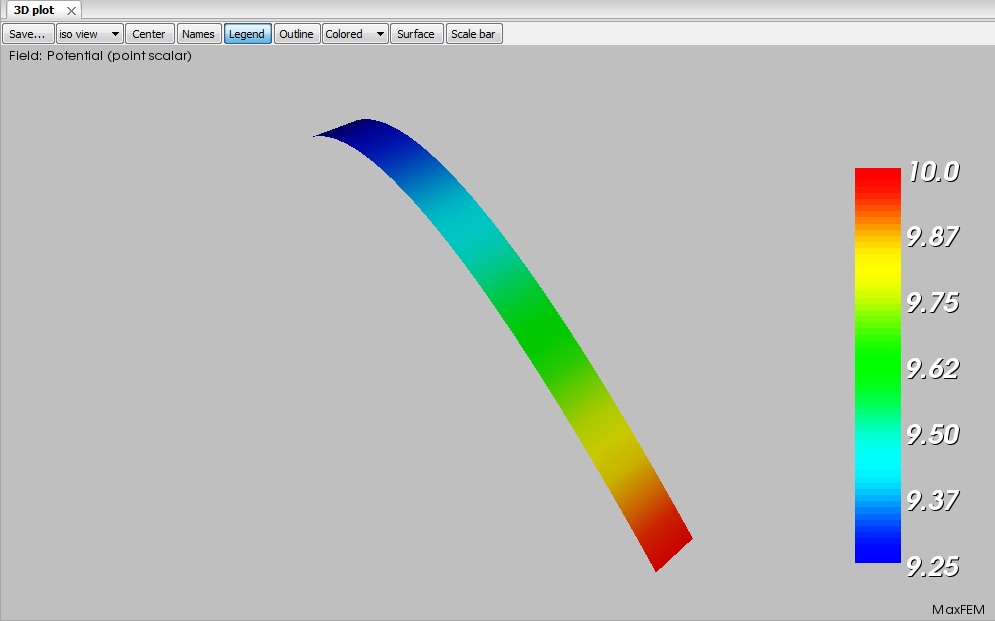 3D plot
Save... iso view Center Names Legend Outline Colored Surface Scale bar
Field: Potential (point scalar)
10.0
9.87
9.75
9.62
9.50
9.37
9.25
MaxFEM